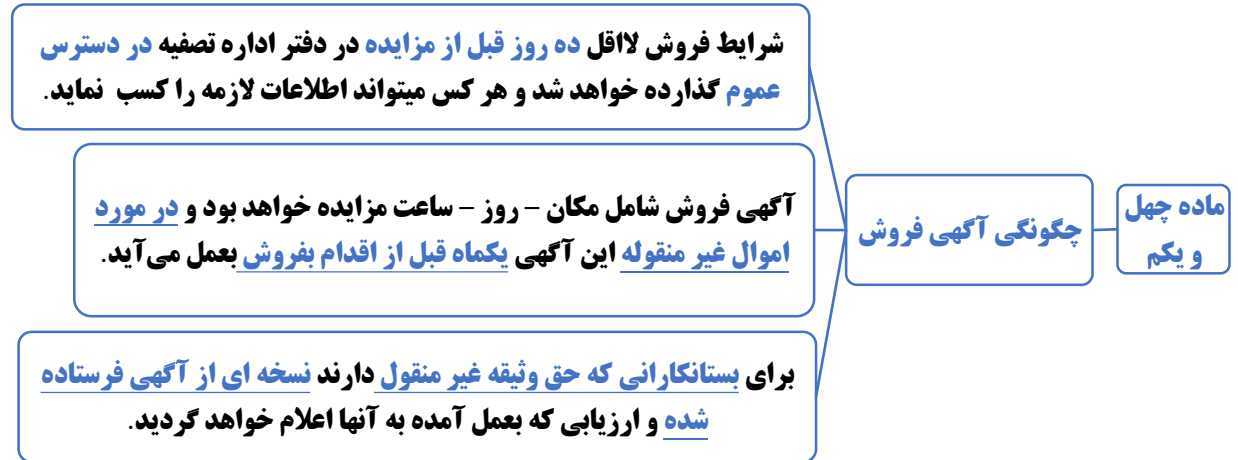 ماده چهل
و یکم
چگونگی آگهی فروش
شرایط فروش لااقل ده روز قبل از مزایده در دفتر اداره تصفیه در دسترس
عموم گذارده خواهد شد و هر کس میتواند اطلاعات لازمه را کسب نماید.
آگهی فروش شامل مکان – روز – ساعت مزایده خواهد بود و در مورد
اموال غیر منقوله این آگهی یکماه قبل از اقدام بفروش بعمل می‌آید.
برای بستانکارانی که حق وثیقه غیر منقول دارند نسخه ای از آگهی فرستاده
شده و ارزیابی که بعمل آمده به آنها اعلام خواهد گردید.